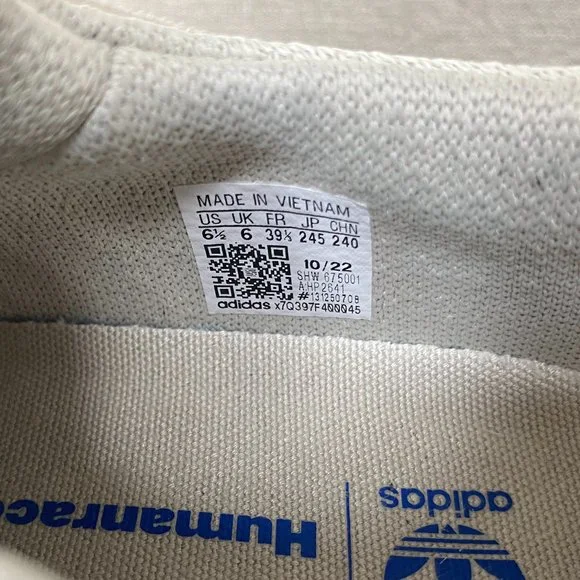 MADE IN VIETNAM
US UK FR JP CHN
6½ 6 39⅓ 245 240
10/22
SHW 675001
A:HP2641
#131250708
adidas x7Q397F400045
Humanrace
adidas